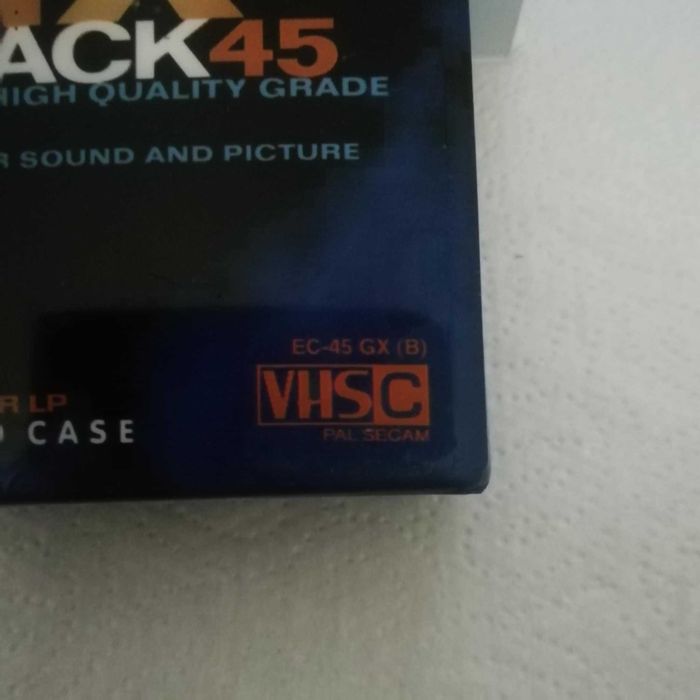 ACK45
HIGH QUALITY GRADE
R SOUND AND PICTURE
EC-45 GX (B)
VHSC
PAL SECAM
R LP
CASE